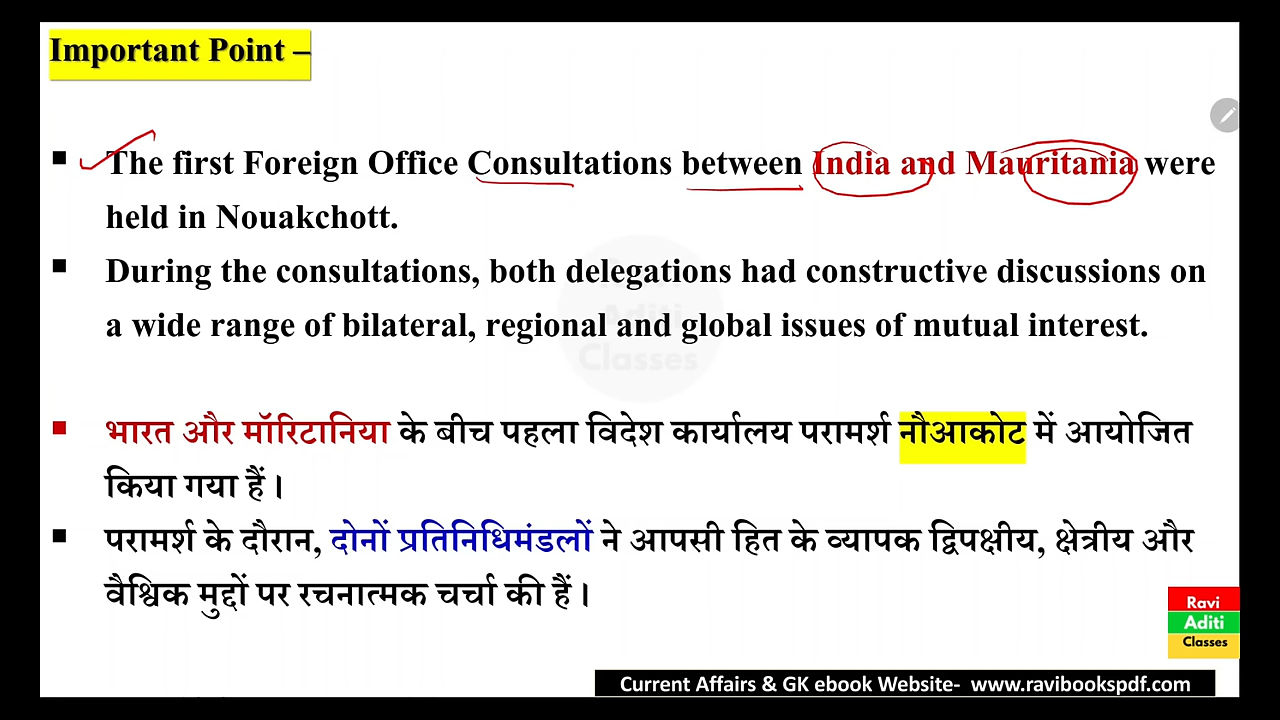 Important Point –
▪ The first Foreign Office Consultations between India and Mauritania were
held in Nouakchott.
▪ During the consultations, both delegations had constructive discussions on
a wide range of bilateral, regional and global issues of mutual interest.
▪ भारत और मॉरिटानिया के बीच पहला विदेश कार्यालय परामर्श नौआकोट में आयोजित
किया गया हैं।
▪ परामर्श के दौरान, दोनों प्रतिनिधिमंडलों ने आपसी हित के व्यापक द्विपक्षीय, क्षेत्रीय और
वैश्विक मुद्दों पर रचनात्मक चर्चा की हैं।
Aditi
Classes
Ravi
Aditi
Classes
Current Affairs & GK ebook Website- www.ravibookspdf.com